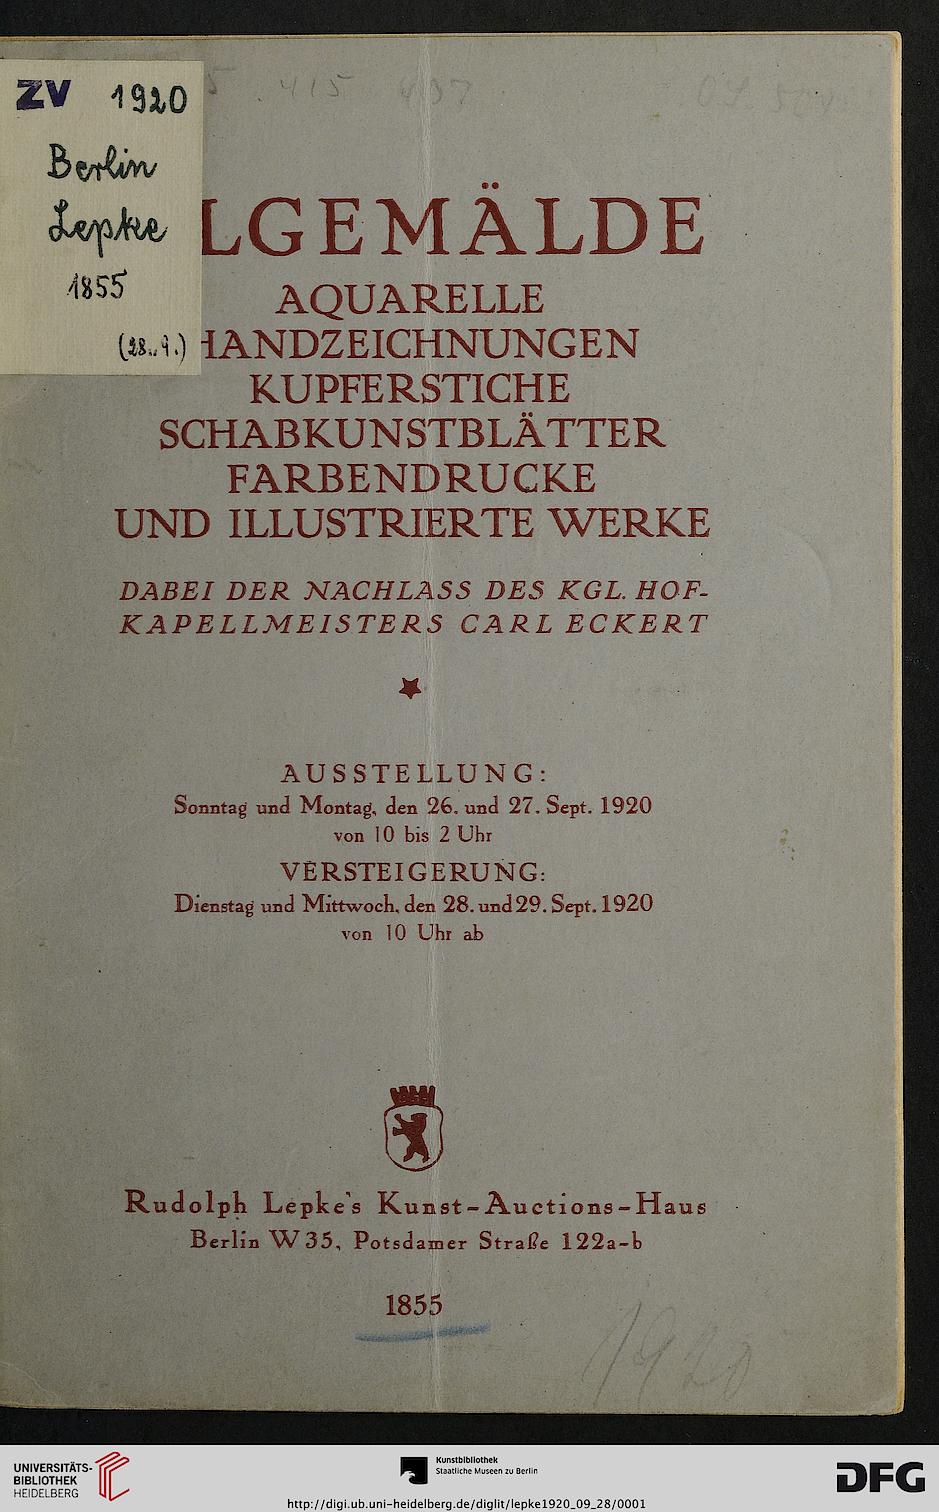 ZV 1920
Berlin
Lepke
1855
(28..9.)
415
LGEMÄLDE
AQUARELLE
HANDZEICHNUNGEN
KUPFERSTICHE
SCHABKUNSTBLÄTTER
FARBENDRUCKE
UND ILLUSTRIERTE WERKE
DABEI DER NACHLASS DES KGL. HOF-
KAPELLMEISTERS CARL ECKERT
AUSSTELLUNG:
Sonntag und Montag, den 26. und 27. Sept. 1920
von 10 bis 2 Uhr
VERSTEIGERUNG:
Dienstag und Mittwoch, den 28. und 29. Sept. 1920
von 10 Uhr ab
Rudolph Lepke's Kunst-Auctions-Haus
Berlin W 35, Potsdamer Straße 122a-b
1855
1920
UNIVERSITÄTS-
BIBLIOTHEK
HEIDELBERG
Kunstbibliothek
Staatliche Museen zu Berlin
DFG
http://digi.ub.uni-heidelberg.de/diglit/lepke1920_09_28/0001